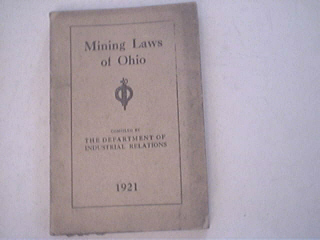 Mining Laws
of Ohio
COMPILED BY
THE DEPARTMENT OF
INDUSTRIAL RELATIONS
1921